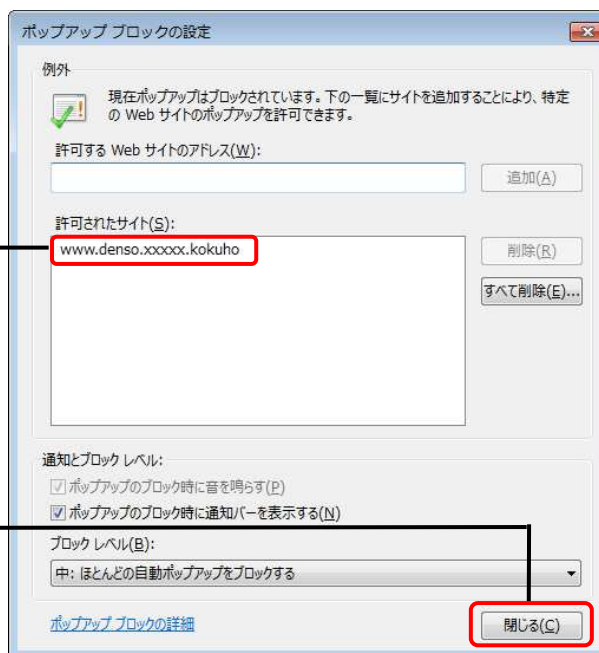 ポップアップ ブロックの設定
例外
現在ポップアップはブロックされています。下の一覧にサイトを追加することにより、特定
の Web サイトのポップアップを許可できます。
許可する Web サイトのアドレス(W):
追加(A)
許可されたサイト(S):
www.denso.xxxxx.kokuho
削除(R)
すべて削除(E)...
通知とブロック レベル:
ポップアップのブロック時に音を鳴らす(P)
ポップアップのブロック時に通知バーを表示する(N)
ブロック レベル(B):
中: ほとんどの自動ポップアップをブロックする
ポップアップ ブロックの詳細
閉じる(C)